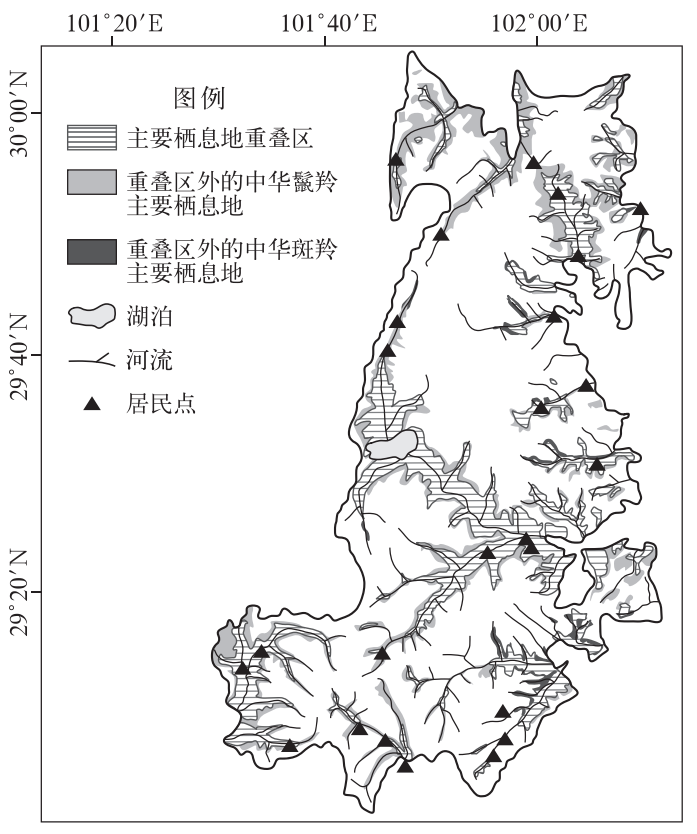 101°20′E 101°40′E 102°00′E
30°00′N
29°40′N
29°20′N
图例
主要栖息地重叠区
重叠区外的中华鬣羚
主要栖息地
重叠区外的中华斑羚
主要栖息地
湖泊
河流
居民点